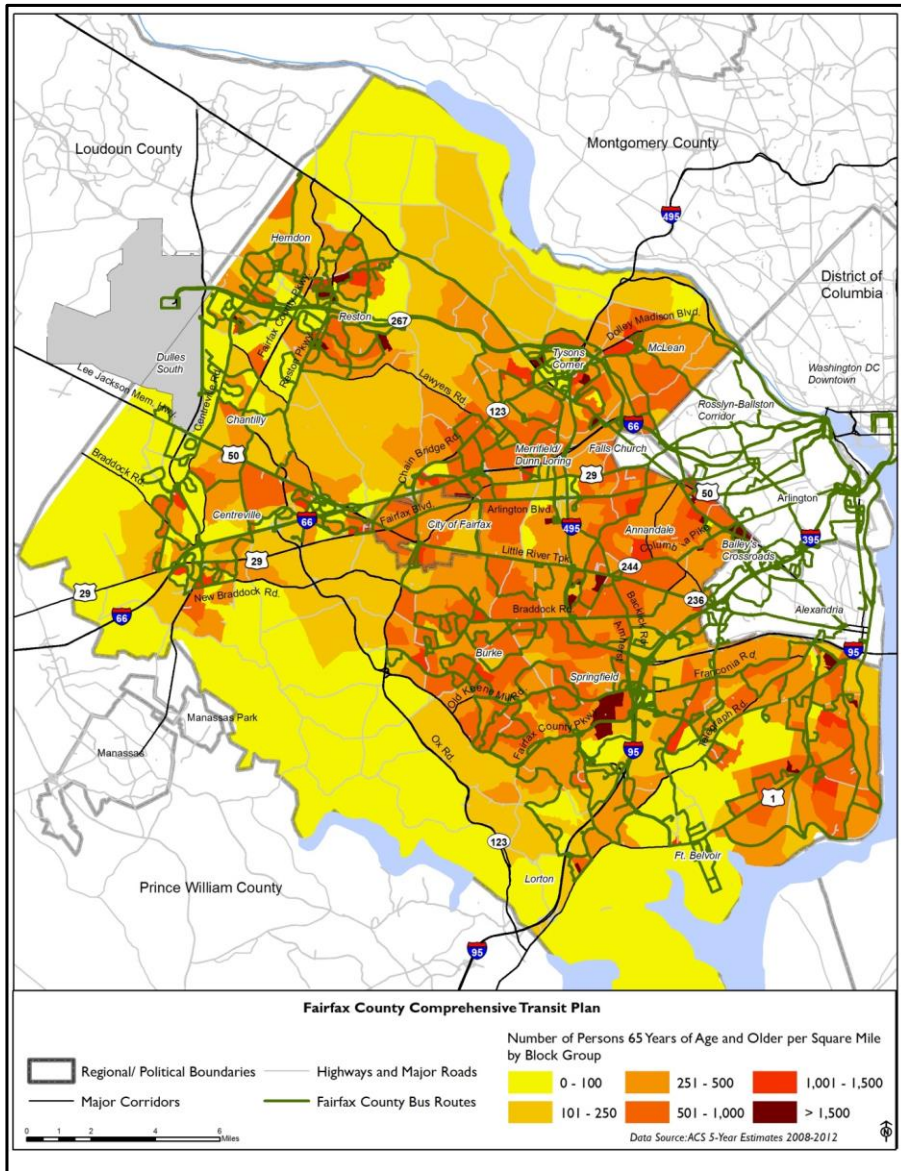 Loudoun County
Montgomery County
495
District of
Columbia
Herndon
Fairfax County Pkwy.
Reston
Reston Pkwy.
267
Dolley Madison Blvd.
McLean
Tysons
Corner
Washington DC
Downtown
Dulles
South
Lee Jackson Mem. Hwy.
Centreville Rd.
Lawyers Rd.
123
Rosslyn-Ballston
Corridor
Chantilly
66
Chain Bridge Rd.
Merrifield/
Dunn Loring
Falls Church
50
29
Braddock Rd.
50
Arlington
Centreville
66
Fairfax Blvd.
City of Fairfax
Arlington Blvd.
495
Annandale
Columbia Pike
Bailey's
Crossroads
395
Little River Tpk.
244
29
29
New Braddock Rd.
236
66
Braddock Rd.
Backlick Rd.
Amherst
Alexandria
95
Burke
Springfield
Franconia Rd.
Old Keene Mill Rd.
Manassas Park
Manassas
Fairfax County Pkwy.
Telegraph Rd.
Ox Rd.
95
1
123
Ft. Belvoir
Prince William County
Lorton
95
Fairfax County Comprehensive Transit Plan
Regional/ Political Boundaries
Highways and Major Roads
Major Corridors
Fairfax County Bus Routes
0 1 2 4 6
Miles
Number of Persons 65 Years of Age and Older per Square Mile
by Block Group
0 - 100
251 - 500
1,001 - 1,500
101 - 250
501 - 1,000
> 1,500
Data Source: ACS 5-Year Estimates 2008-2012
N